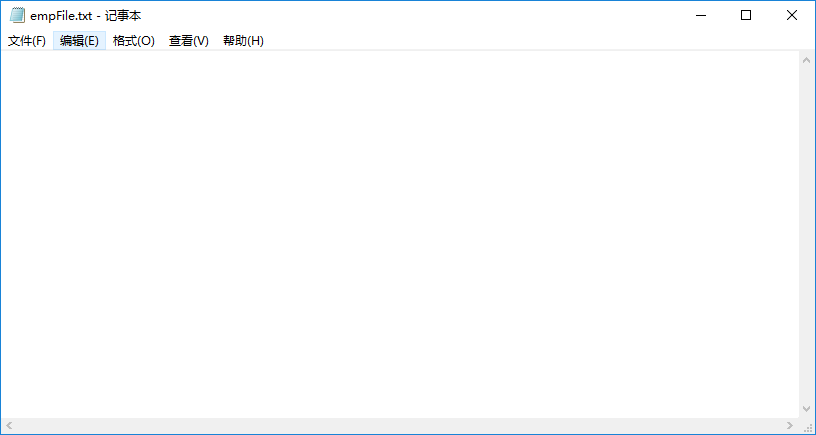 empFile.txt - 记事本
文件(F) 编辑(E) 格式(O) 查看(V) 帮助(H)